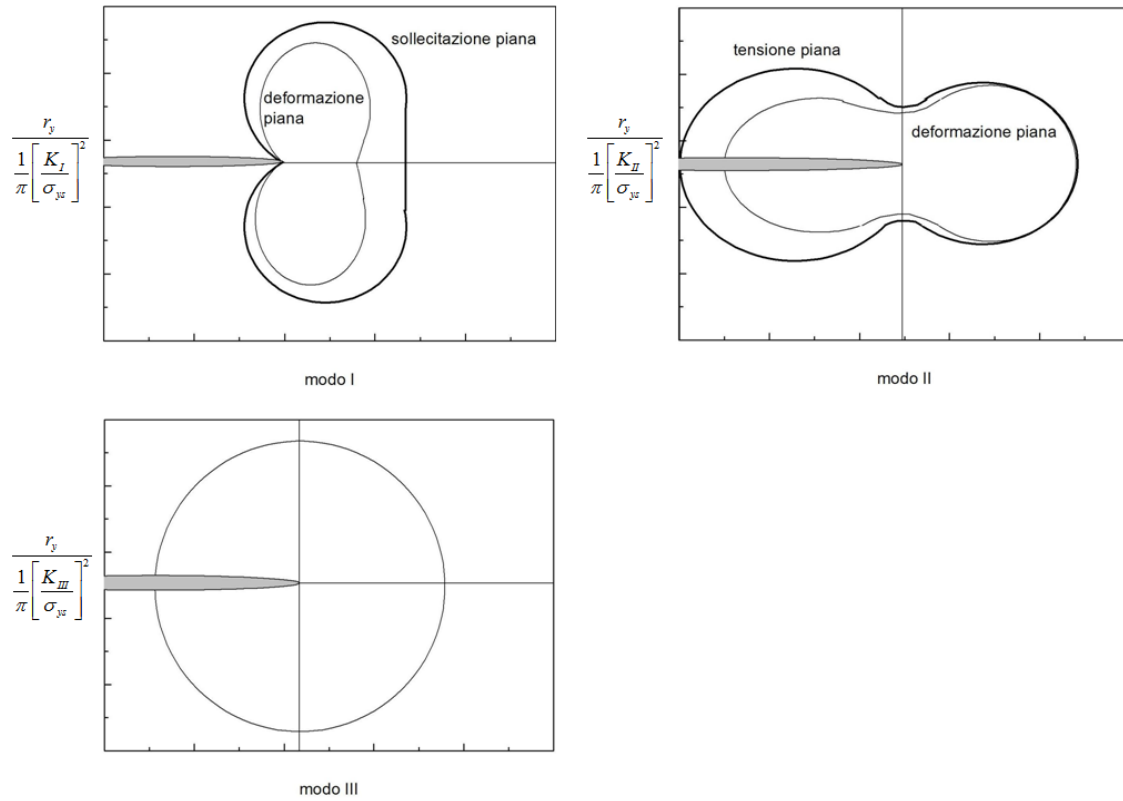 sollecitazione piana
deformazione
piana
r_y / (1/π [K_I / σ_ys]^2)
modo I
tensione piana
deformazione piana
r_y / (1/π [K_II / σ_ys]^2)
modo II
r_y / (1/π [K_III / σ_ys]^2)
modo III